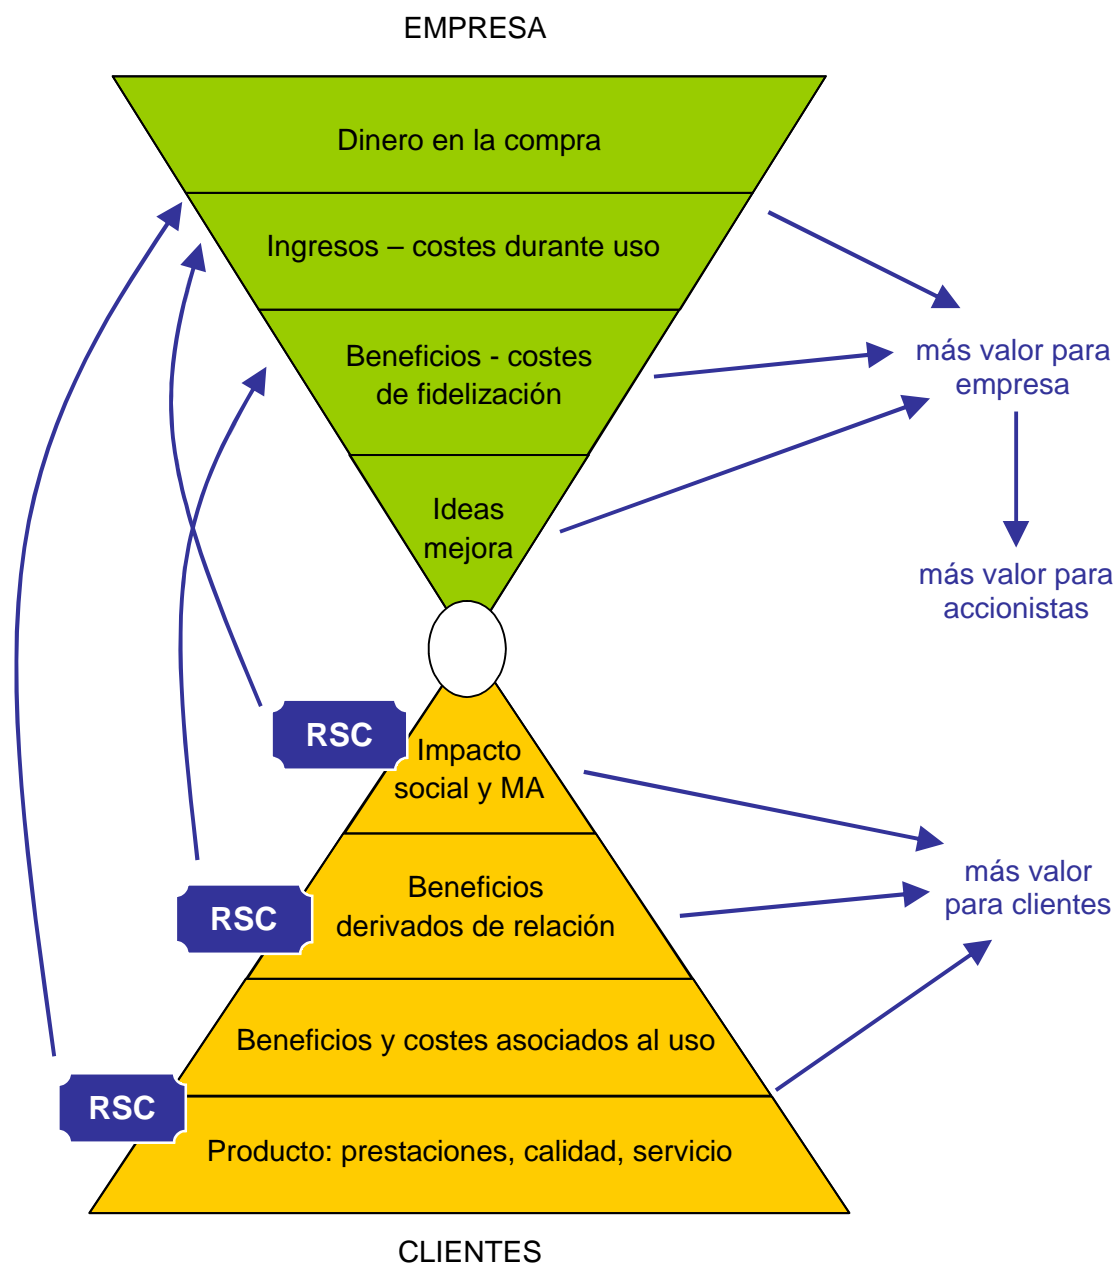 EMPRESA
Dinero en la compra
Ingresos – costes durante uso
Beneficios - costes
de fidelización
más valor para
empresa
Ideas
mejora
más valor para
accionistas
RSC
Impacto
social y MA
más valor
para clientes
Beneficios
derivados de relación
RSC
Beneficios y costes asociados al uso
RSC
Producto: prestaciones, calidad, servicio
CLIENTES